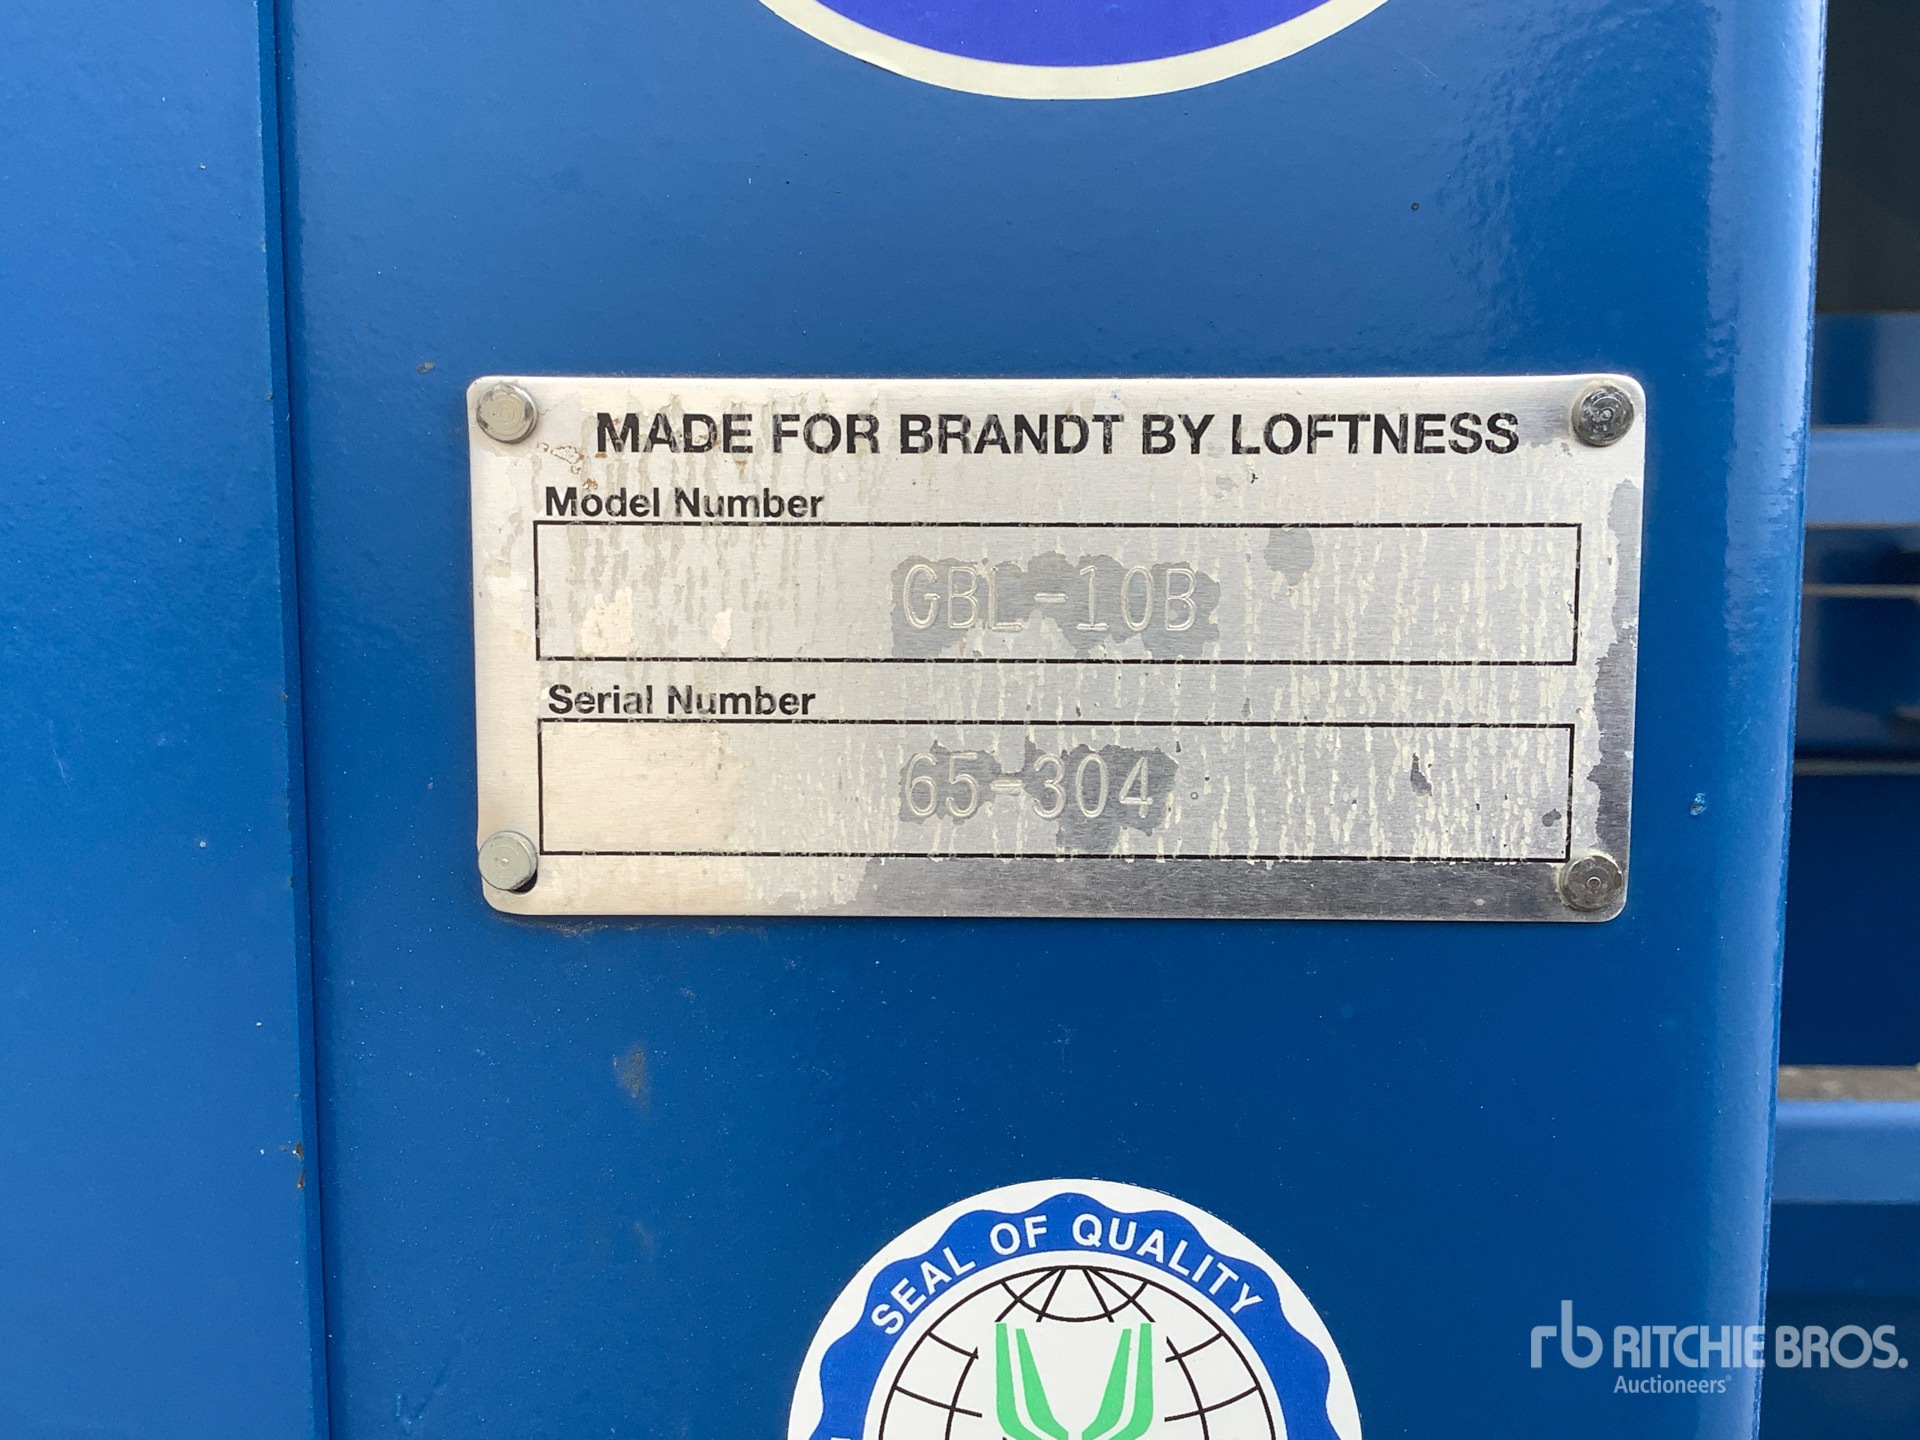 MADE FOR BRANDT BY LOFTNESS
Model Number
GBL-10B
Serial Number
65-304
SEAL OF QUALITY
rb RITCHIE BROS.
Auctioneers